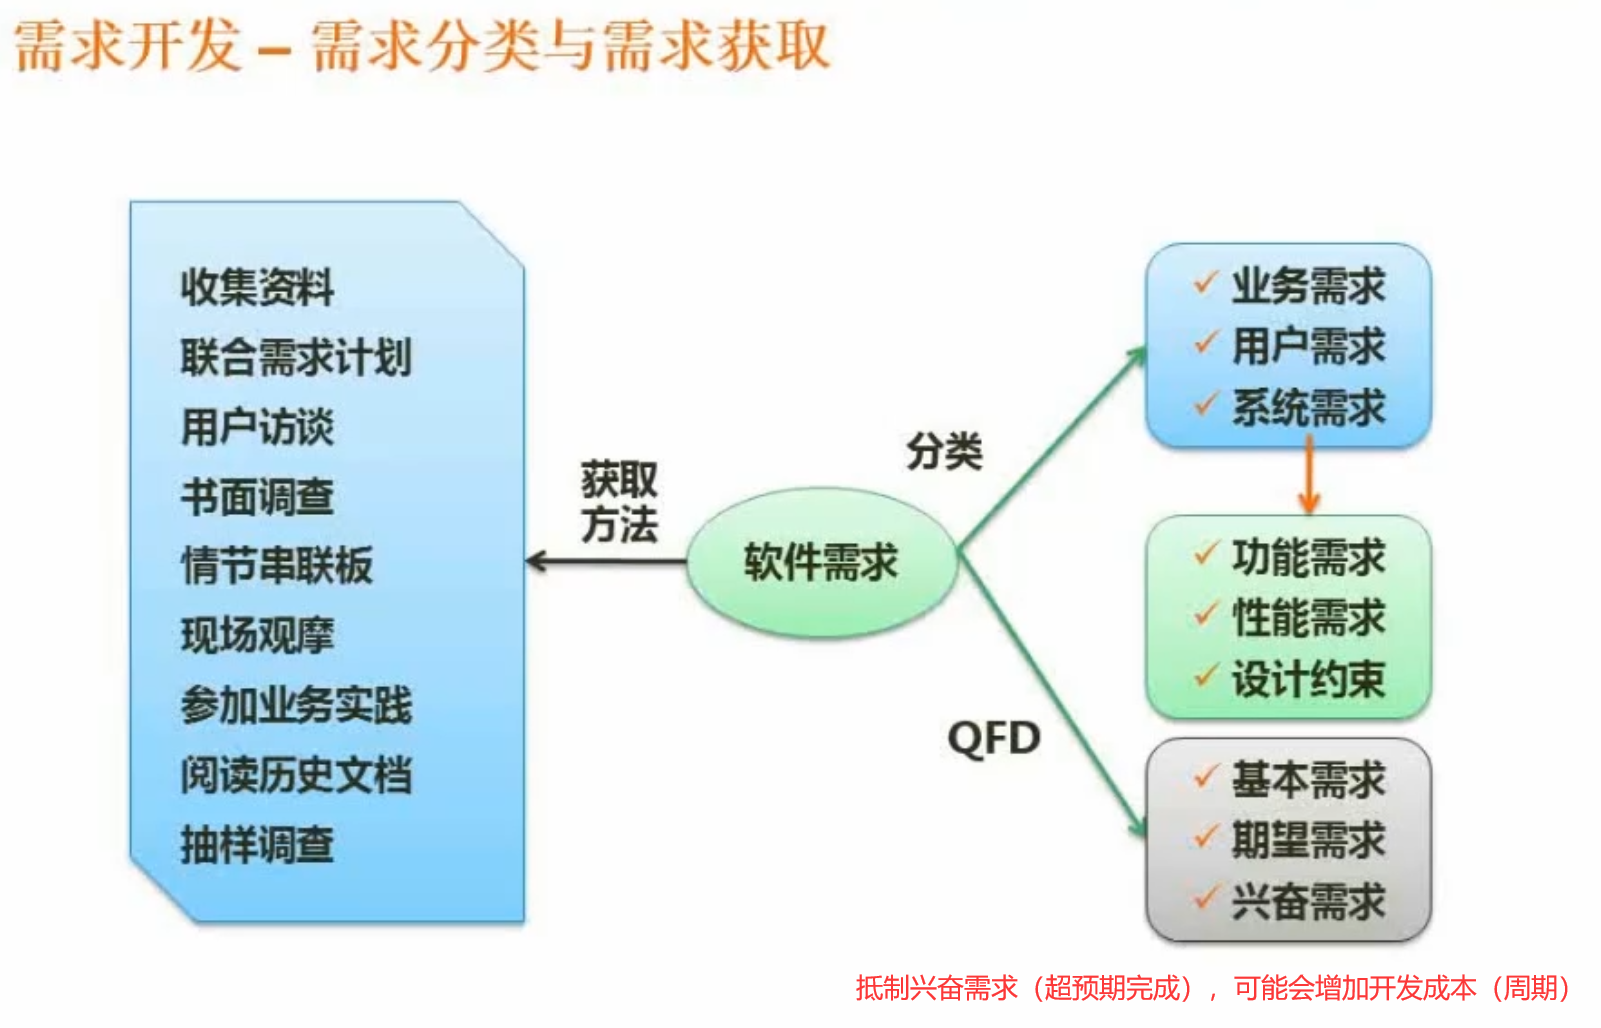 需求开发 – 需求分类与需求获取
收集资料
联合需求计划
用户访谈
书面调查
情节串联板
现场观摩
参加业务实践
阅读历史文档
抽样调查
获取
方法
软件需求
分类
QFD
✓ 业务需求
✓ 用户需求
✓ 系统需求
✓ 功能需求
✓ 性能需求
✓ 设计约束
✓ 基本需求
✓ 期望需求
✓ 兴奋需求
抵制兴奋需求（超预期完成），可能会增加开发成本（周期）